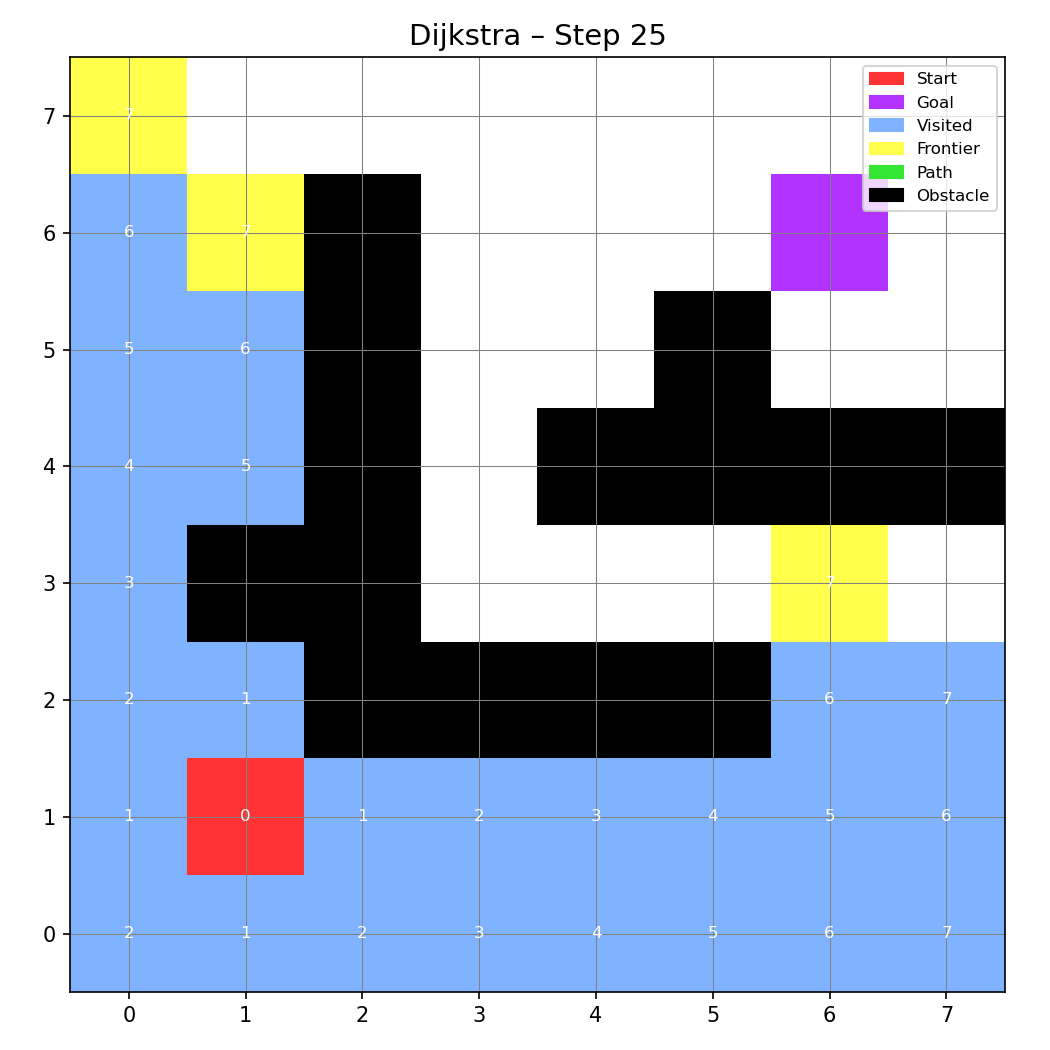 Dijkstra – Step 25
Start
Goal
Visited
Frontier
Path
Obstacle
7 7
6 6 7
5 5 6
4 4 5
3 3 7
2 2 1 6 7
1 1 0 1 2 3 4 5 6
0 2 1 2 3 4 5 6 7
0 1 2 3 4 5 6 7